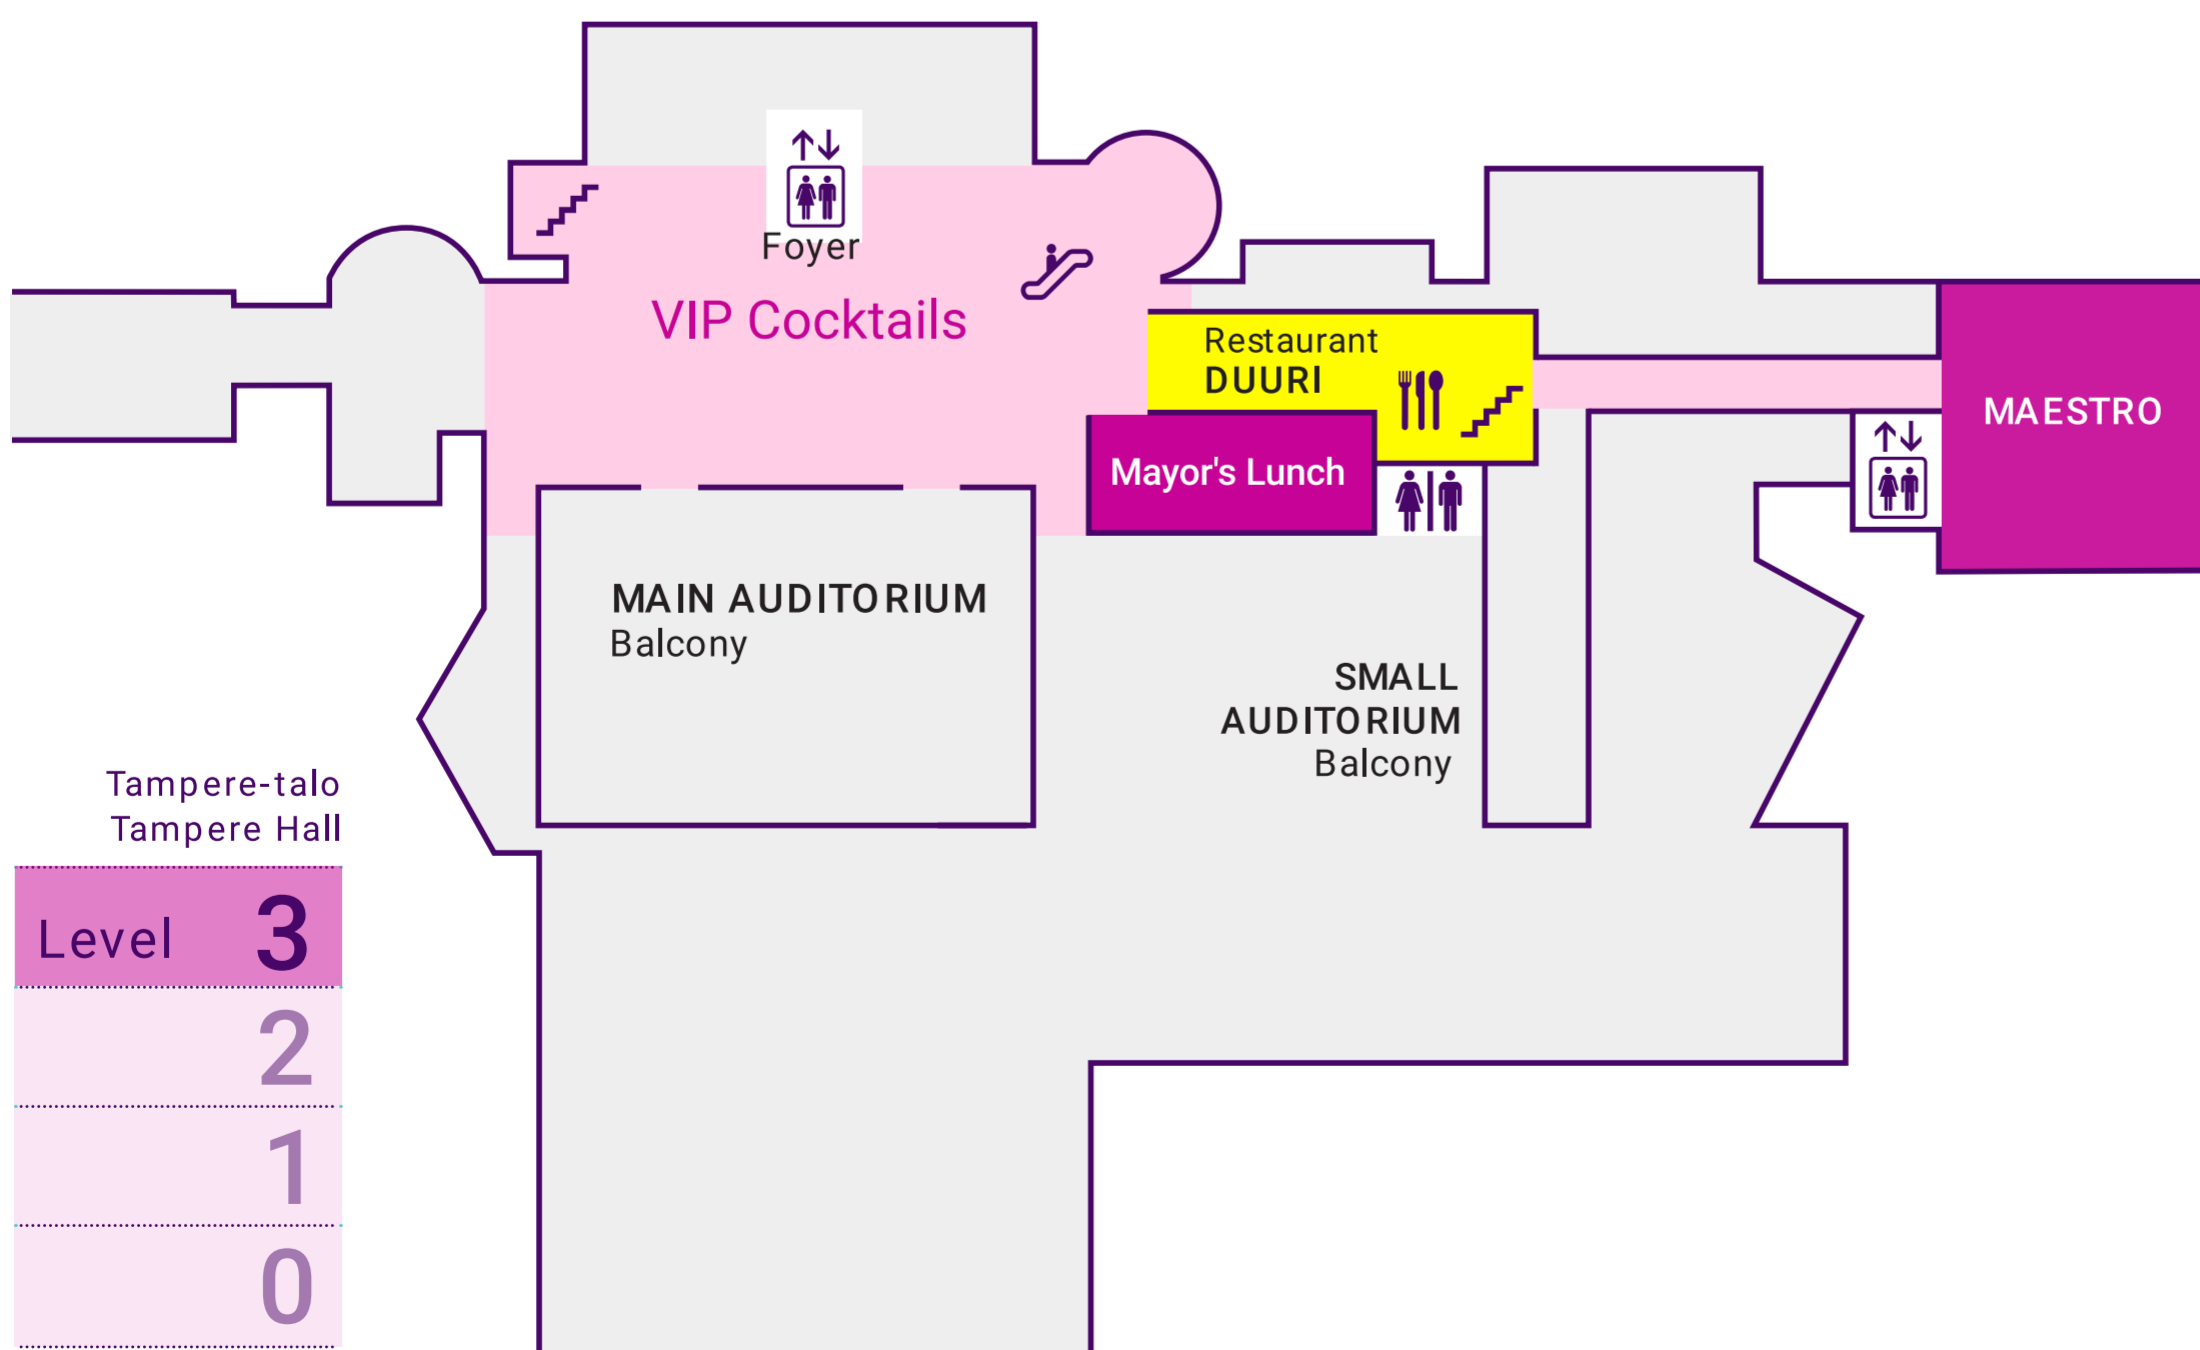 Foyer
VIP Cocktails
Restaurant
DUURI
MAESTRO
Mayor's Lunch
MAIN AUDITORIUM
Balcony
SMALL
AUDITORIUM
Balcony
Tampere-talo
Tampere Hall
Level 3
2
1
0